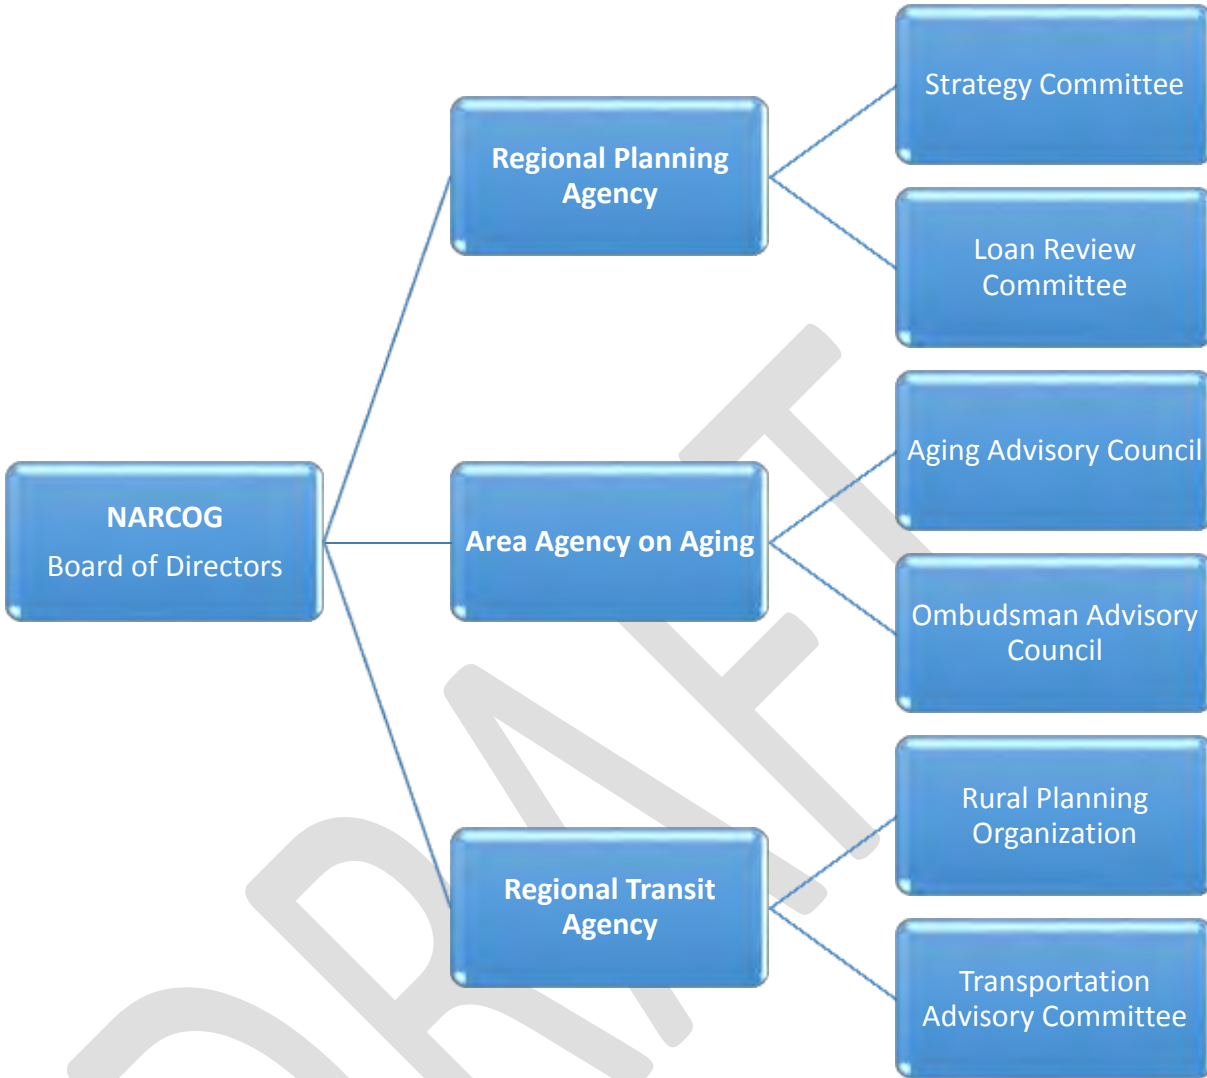 NARCOG
Board of Directors
Regional Planning
Agency
Strategy Committee
Loan Review
Committee
Area Agency on Aging
Aging Advisory Council
Ombudsman Advisory
Council
Regional Transit
Agency
Rural Planning
Organization
Transportation
Advisory Committee
DRAFT